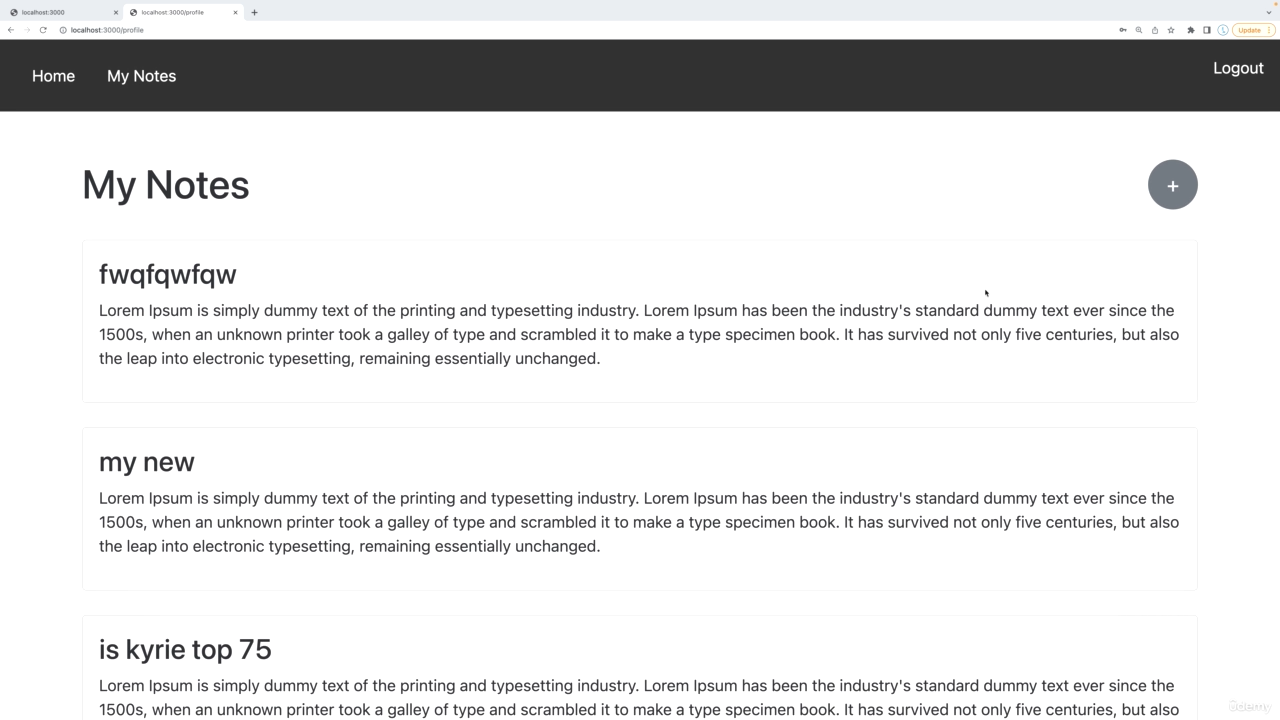 localhost:3000
localhost:3000/profile
localhost:3000/profile
Update
Home
My Notes
Logout
My Notes
+
fwqfqwfqw
Lorem Ipsum is simply dummy text of the printing and typesetting industry. Lorem Ipsum has been the industry's standard dummy text ever since the
1500s, when an unknown printer took a galley of type and scrambled it to make a type specimen book. It has survived not only five centuries, but also
the leap into electronic typesetting, remaining essentially unchanged.
my new
Lorem Ipsum is simply dummy text of the printing and typesetting industry. Lorem Ipsum has been the industry's standard dummy text ever since the
1500s, when an unknown printer took a galley of type and scrambled it to make a type specimen book. It has survived not only five centuries, but also
the leap into electronic typesetting, remaining essentially unchanged.
is kyrie top 75
Lorem Ipsum is simply dummy text of the printing and typesetting industry. Lorem Ipsum has been the industry's standard dummy text ever since the
1500s, when an unknown printer took a galley of type and scrambled it to make a type specimen book. It has survived not only five centuries, but also
ûdemy